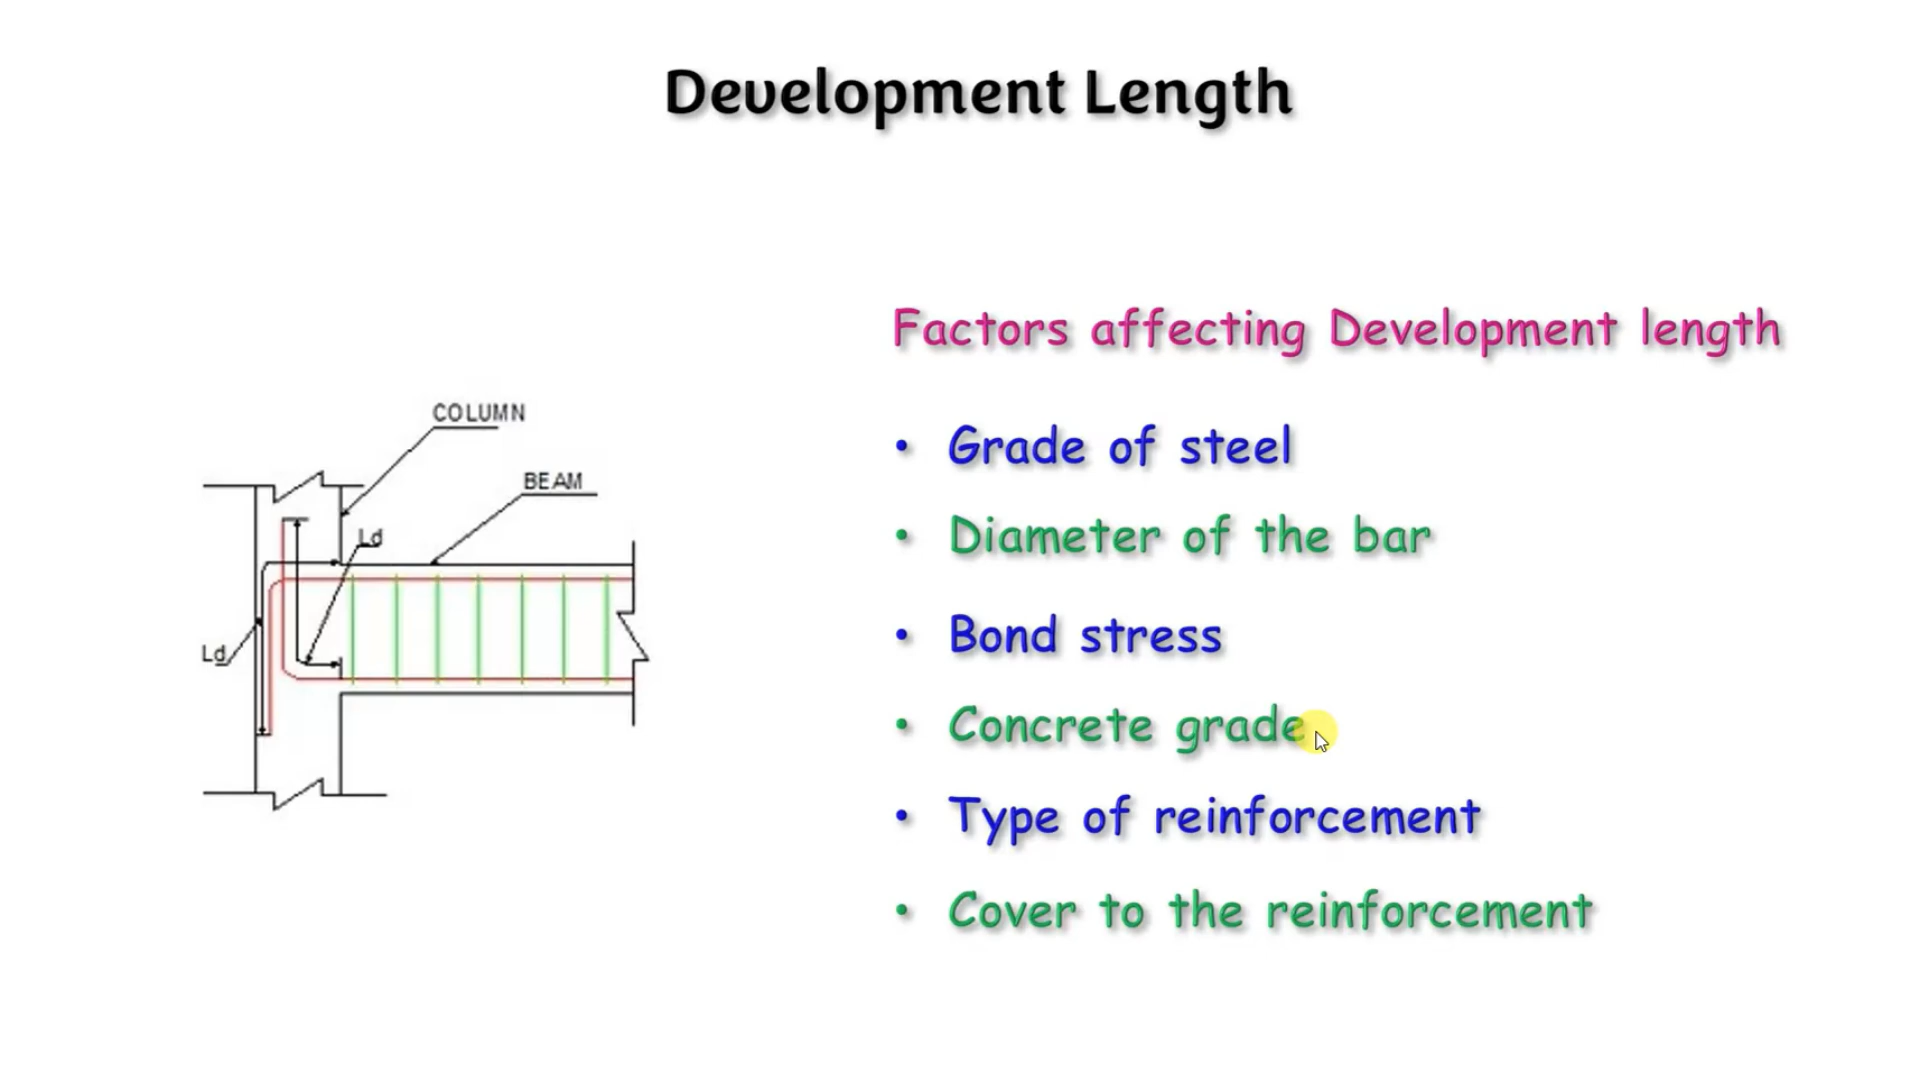 Development Length
Factors affecting Development length
COLUMN
• Grade of steel
BEAM
Ld
• Diameter of the bar
• Bond stress
Ld
• Concrete grade
• Type of reinforcement
• Cover to the reinforcement